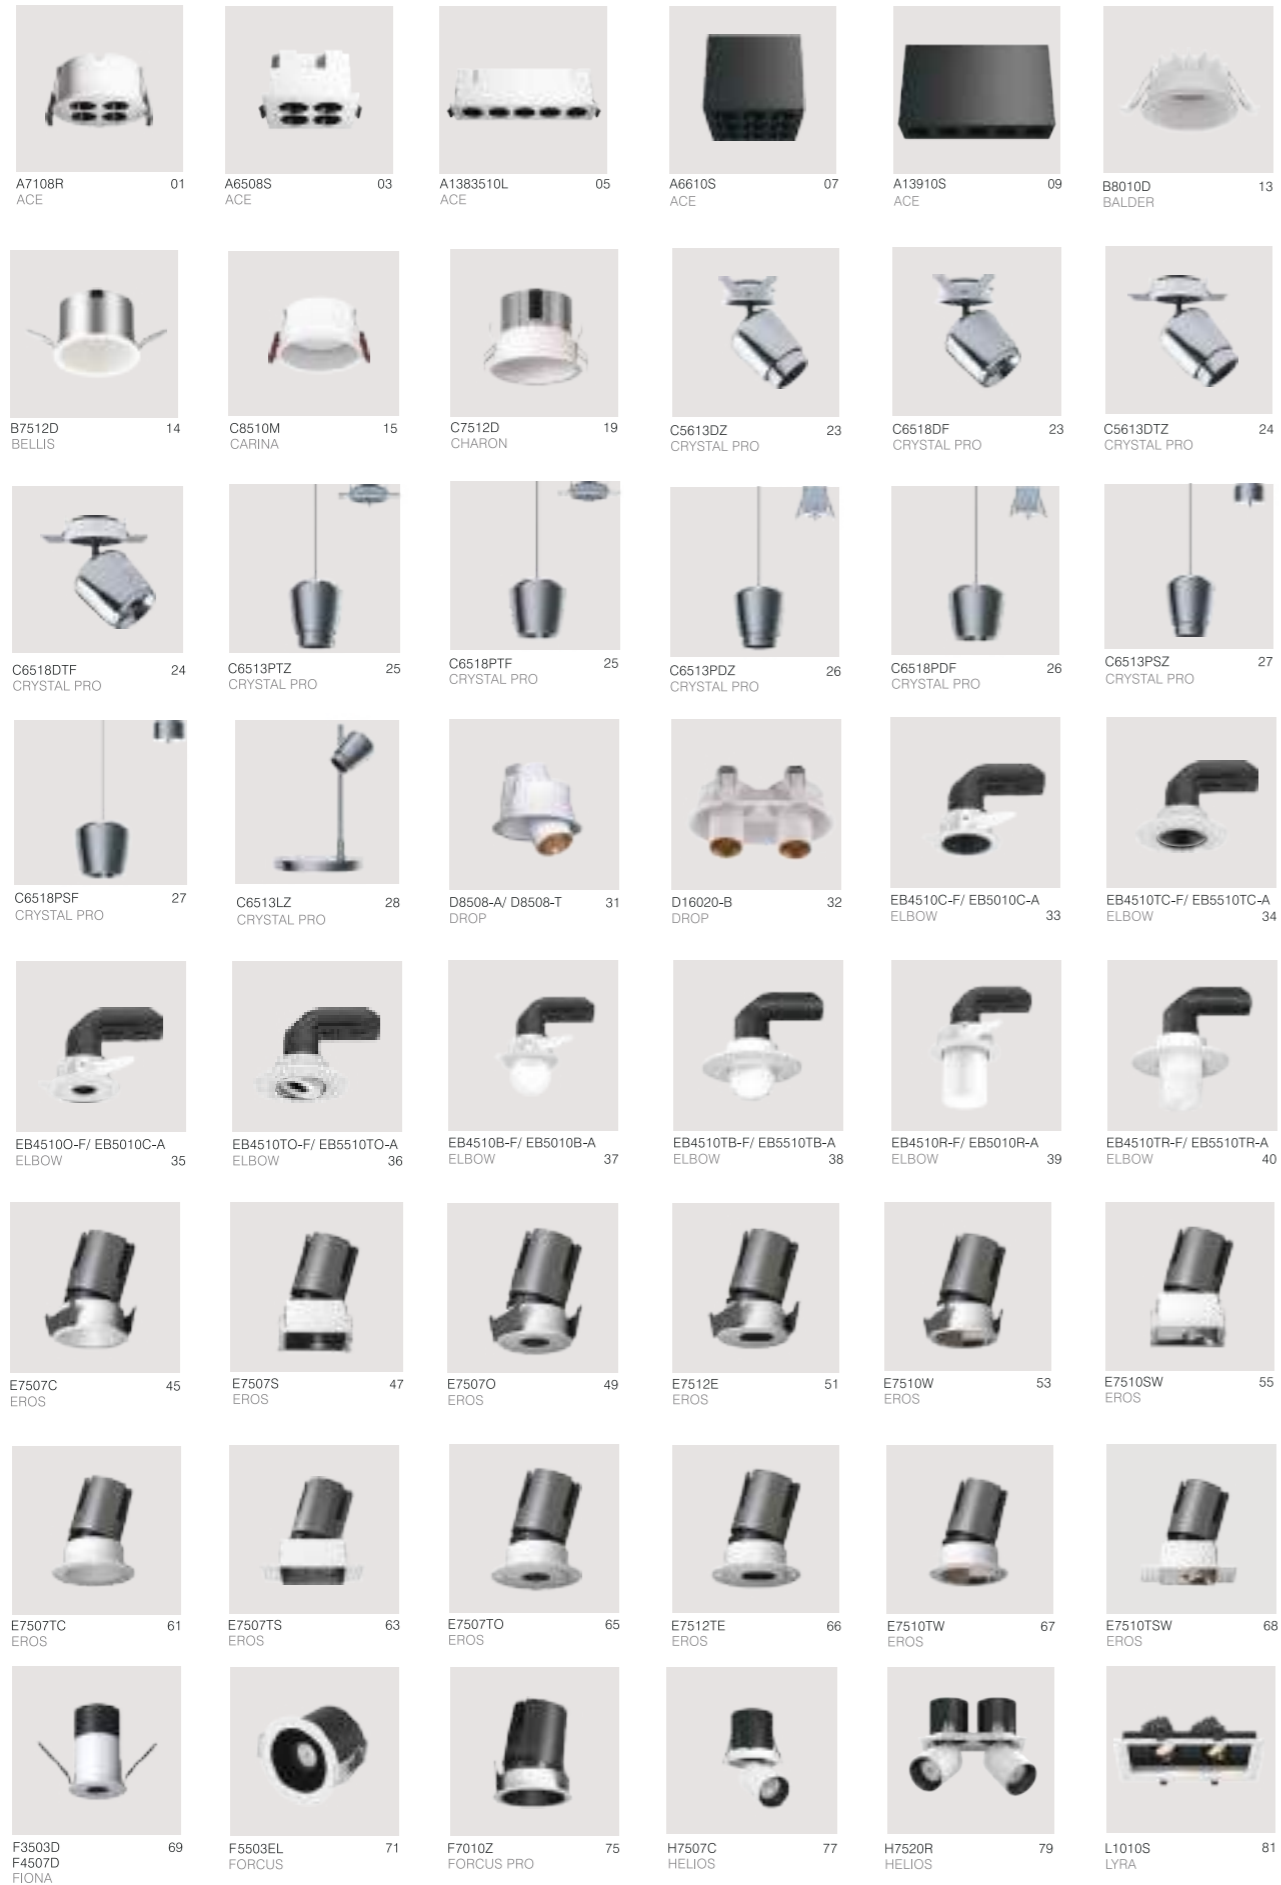 A7108R 01
ACE
A6508S 03
ACE
A1383510L 05
ACE
A6610S 07
ACE
A13910S 09
ACE
B8010D 13
BALDER
B7512D 14
BELLIS
C8510M 15
CARINA
C7512D 19
CHARON
C5613DZ 23
CRYSTAL PRO
C6518DF 23
CRYSTAL PRO
C5613DTZ 24
CRYSTAL PRO
C6518DTF 24
CRYSTAL PRO
C6513PTZ 25
CRYSTAL PRO
C6518PTF 25
CRYSTAL PRO
C6513PDZ 26
CRYSTAL PRO
C6518PDF 26
CRYSTAL PRO
C6513PSZ 27
CRYSTAL PRO
C6518PSF 27
CRYSTAL PRO
C6513LZ 28
CRYSTAL PRO
D8508-A/ D8508-T 31
DROP
D16020-B 32
DROP
EB4510C-F/ EB5010C-A
ELBOW 33
EB4510TC-F/ EB5510TC-A
ELBOW 34
EB4510O-F/ EB5010C-A
ELBOW 35
EB4510TO-F/ EB5510TO-A
ELBOW 36
EB4510B-F/ EB5010B-A
ELBOW 37
EB4510TB-F/ EB5510TB-A
ELBOW 38
EB4510R-F/ EB5010R-A
ELBOW 39
EB4510TR-F/ EB5510TR-A
ELBOW 40
E7507C 45
EROS
E7507S 47
EROS
E7507O 49
EROS
E7512E 51
EROS
E7510W 53
EROS
E7510SW 55
EROS
E7507TC 61
EROS
E7507TS 63
EROS
E7507TO 65
EROS
E7512TE 66
EROS
E7510TW 67
EROS
E7510TSW 68
EROS
F3503D 69
F4507D
FIONA
F5503EL 71
FORCUS
F7010Z 75
FORCUS PRO
H7507C 77
HELIOS
H7520R 79
HELIOS
L1010S 81
LYRA